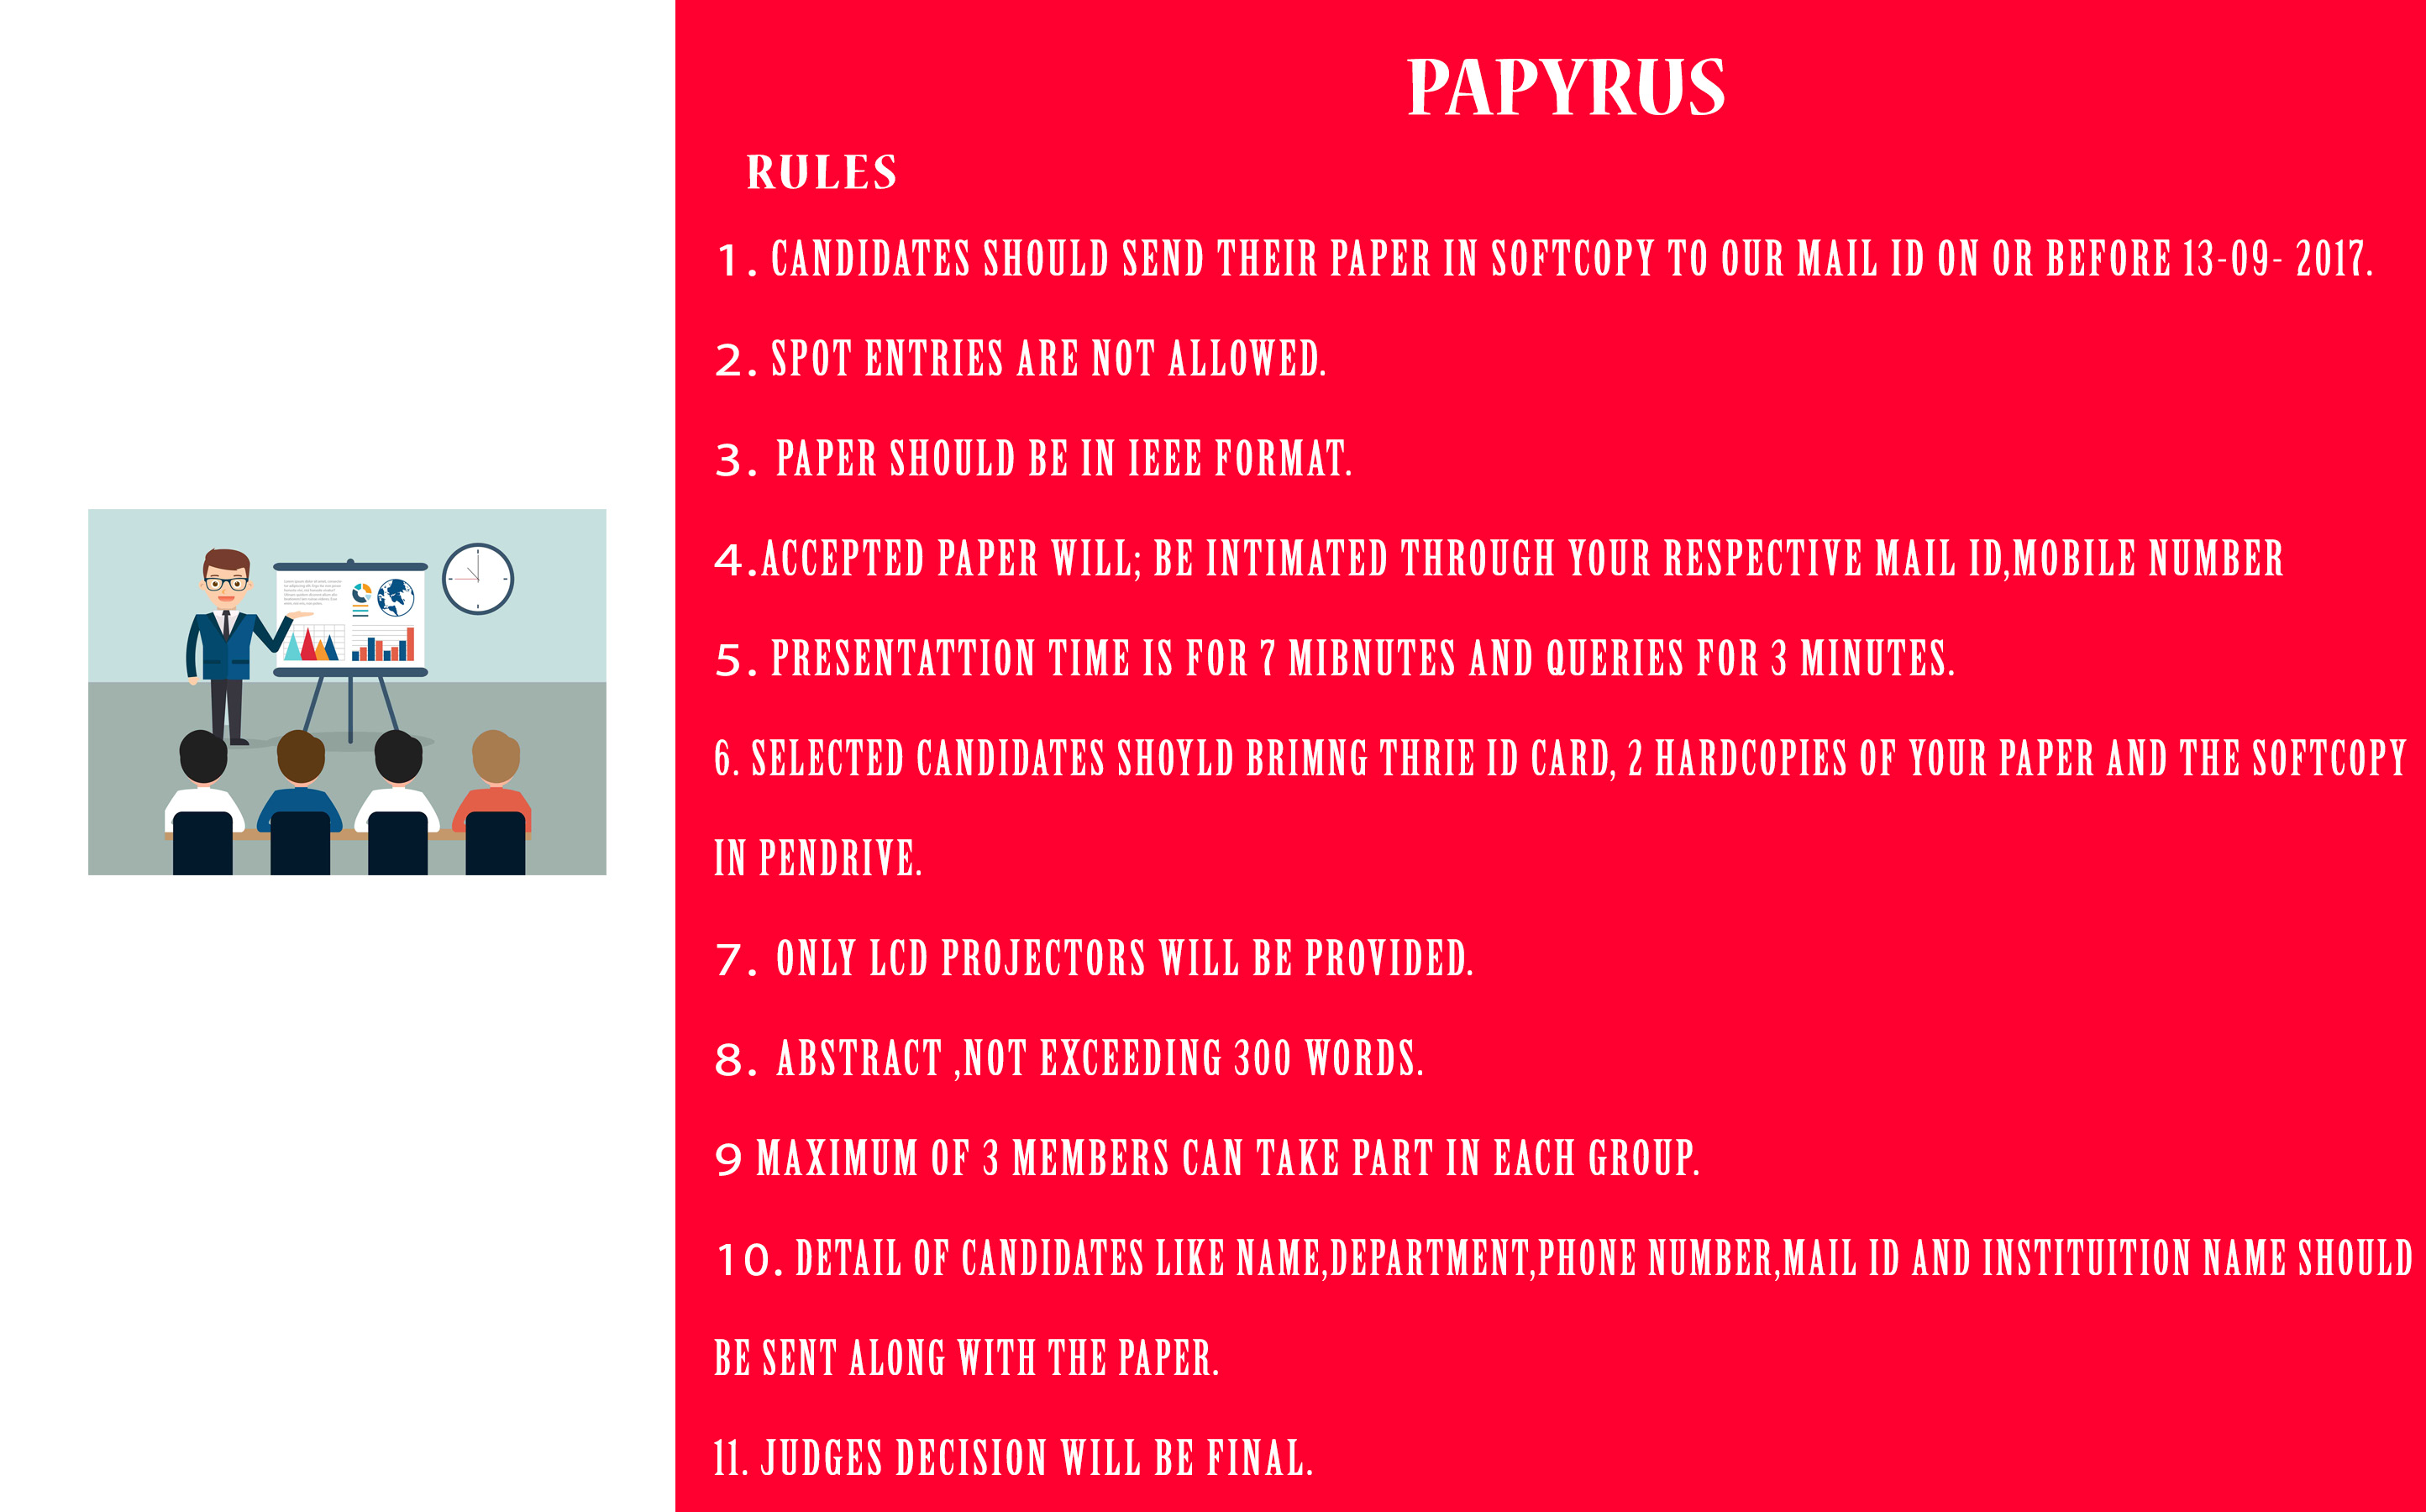 PAPYRUS
RULES
1. CANDIDATES SHOULD SEND THEIR PAPER IN SOFTCOPY TO OUR MAIL ID ON OR BEFORE 13-09- 2017.
2. SPOT ENTRIES ARE NOT ALLOWED.
3. PAPER SHOULD BE IN IEEE FORMAT.
4.ACCEPTED PAPER WILL; BE INTIMATED THROUGH YOUR RESPECTIVE MAIL ID,MOBILE NUMBER
5. PRESENTATTION TIME IS FOR 7 MIBNUTES AND QUERIES FOR 3 MINUTES.
6. SELECTED CANDIDATES SHOYLD BRIMNG THRIE ID CARD, 2 HARDCOPIES OF YOUR PAPER AND THE SOFTCOPY
IN PENDRIVE.
7. ONLY LCD PROJECTORS WILL BE PROVIDED.
8. ABSTRACT ,NOT EXCEEDING 300 WORDS.
9 MAXIMUM OF 3 MEMBERS CAN TAKE PART IN EACH GROUP.
10. DETAIL OF CANDIDATES LIKE NAME,DEPARTMENT,PHONE NUMBER,MAIL ID AND INSTITUITION NAME SHOULD
BE SENT ALONG WITH THE PAPER.
11. JUDGES DECISION WILL BE FINAL.